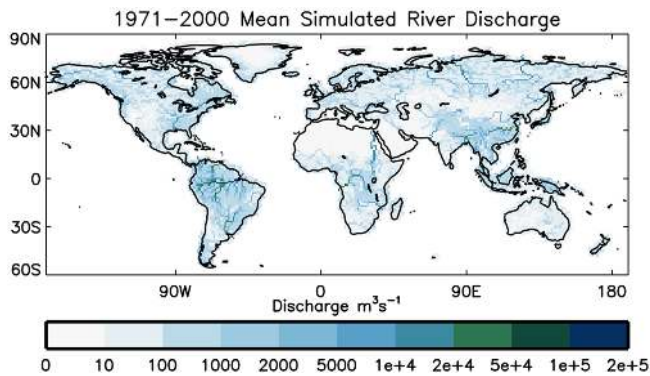 1971−2000 Mean Simulated River Discharge
90N
60N
30N
0
30S
60S
90W 0 90E 180
Discharge m³s⁻¹
0 10 100 1000 2000 5000 1e+4 2e+4 5e+4 1e+5 2e+5